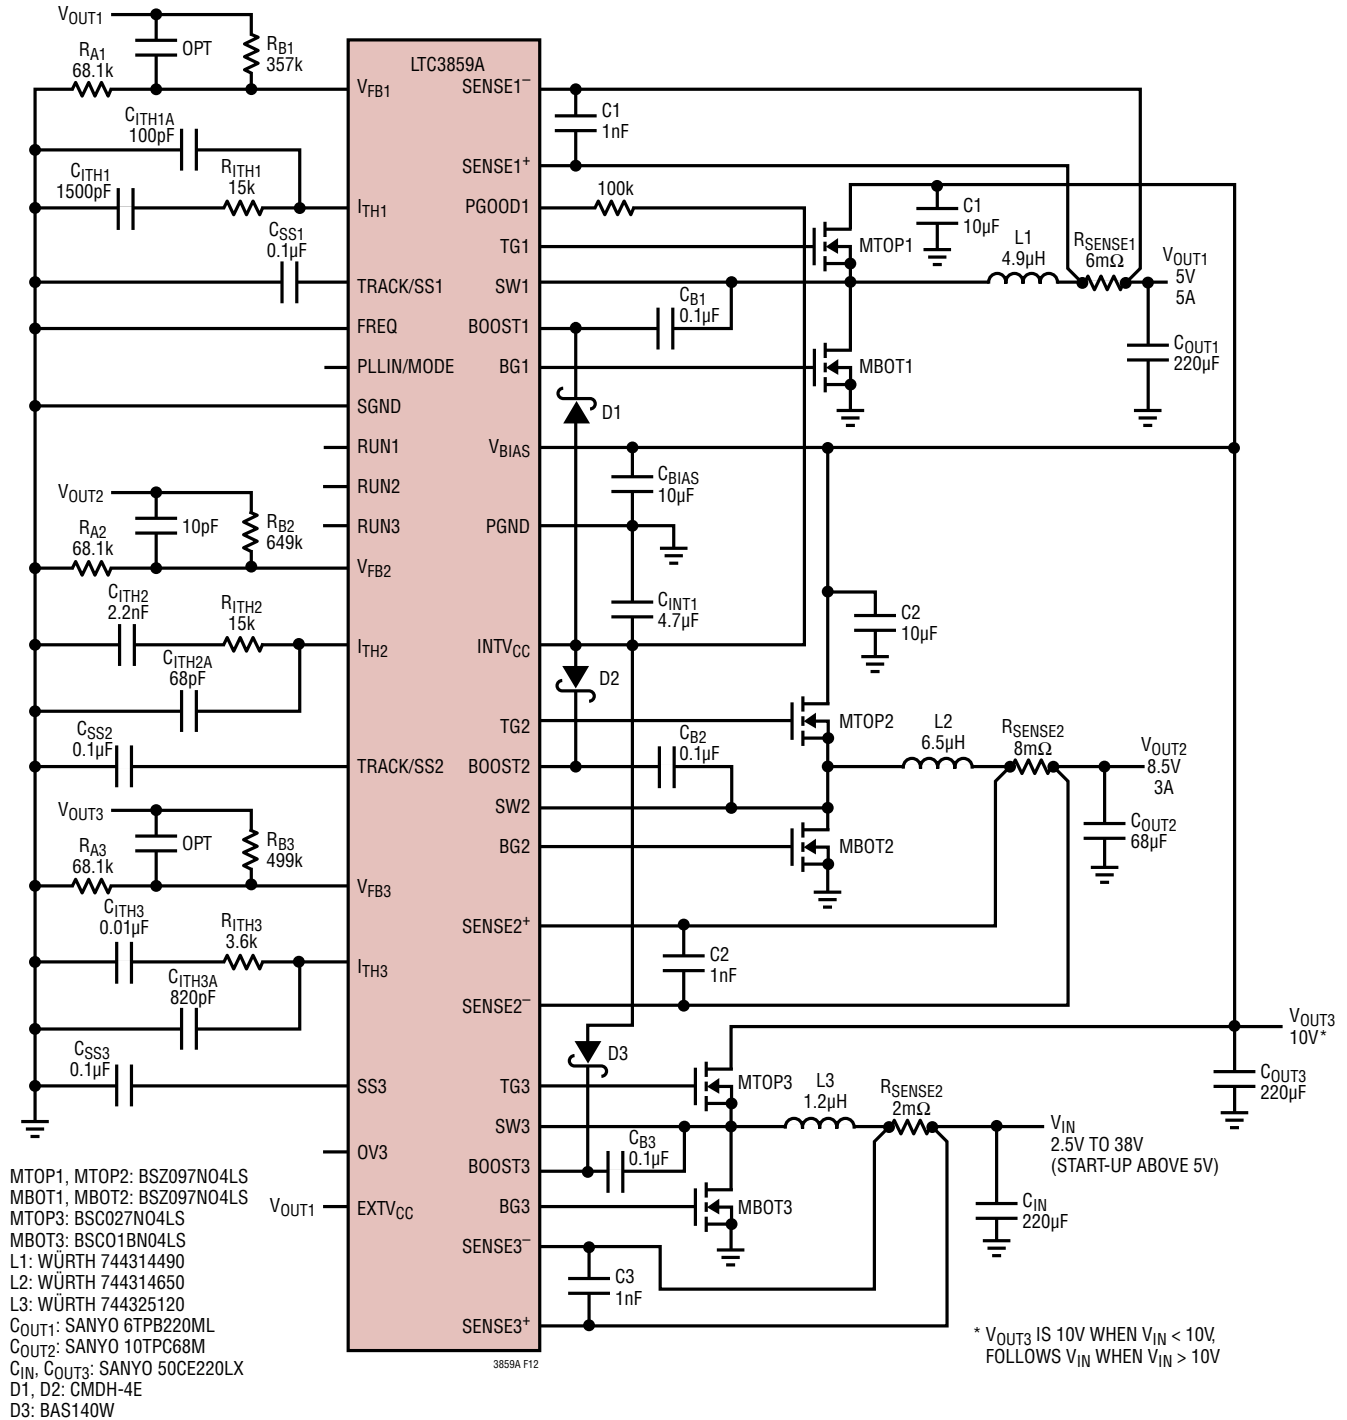 VOUT1
OPT
RB1
357k
RA1
68.1k
LTC3859A
VFB1
SENSE1–
C1
1nF
CITH1A
100pF
SENSE1+
CITH1
1500pF
RITH1
15k
ITH1
PGOOD1
100k
C1
10µF
TG1
MTOP1
L1
4.9µH
RSENSE1
6mΩ
VOUT1
5V
5A
CSS1
0.1µF
TRACK/SS1
SW1
CB1
0.1µF
FREQ
BOOST1
COUT1
220µF
PLLIN/MODE
BG1
MBOT1
SGND
D1
RUN1
VBIAS
CBIAS
10µF
RUN2
VOUT2
10pF
RB2
649k
RA2
68.1k
RUN3
PGND
VFB2
CITH2
2.2nF
RITH2
15k
CINT1
4.7µF
C2
10µF
ITH2
INTVCC
CITH2A
68pF
D2
TG2
MTOP2
L2
6.5µH
RSENSE2
8mΩ
VOUT2
8.5V
3A
CSS2
0.1µF
TRACK/SS2
BOOST2
CB2
0.1µF
SW2
VOUT3
OPT
RB3
499k
RA3
68.1k
BG2
MBOT2
COUT2
68µF
VFB3
CITH3
0.01µF
RITH3
3.6k
SENSE2+
ITH3
C2
1nF
CITH3A
820pF
SENSE2–
VOUT3
10V*
CSS3
0.1µF
D3
SS3
TG3
MTOP3
L3
1.2µH
RSENSE2
2mΩ
COUT3
220µF
SW3
VIN
2.5V TO 38V
(START-UP ABOVE 5V)
OV3
BOOST3
CB3
0.1µF
VOUT1
EXTVCC
BG3
MBOT3
CIN
220µF
SENSE3–
C3
1nF
SENSE3+
3859A F12
MTOP1, MTOP2: BSZ097NO4LS
MBOT1, MBOT2: BSZ097NO4LS
MTOP3: BSC027NO4LS
MBOT3: BSCO1BN04LS
L1: WÜRTH 744314490
L2: WÜRTH 744314650
L3: WÜRTH 744325120
COUT1: SANYO 6TPB220ML
COUT2: SANYO 10TPC68M
CIN, COUT3: SANYO 50CE220LX
D1, D2: CMDH-4E
D3: BAS140W
* VOUT3 IS 10V WHEN VIN < 10V,
FOLLOWS VIN WHEN VIN > 10V